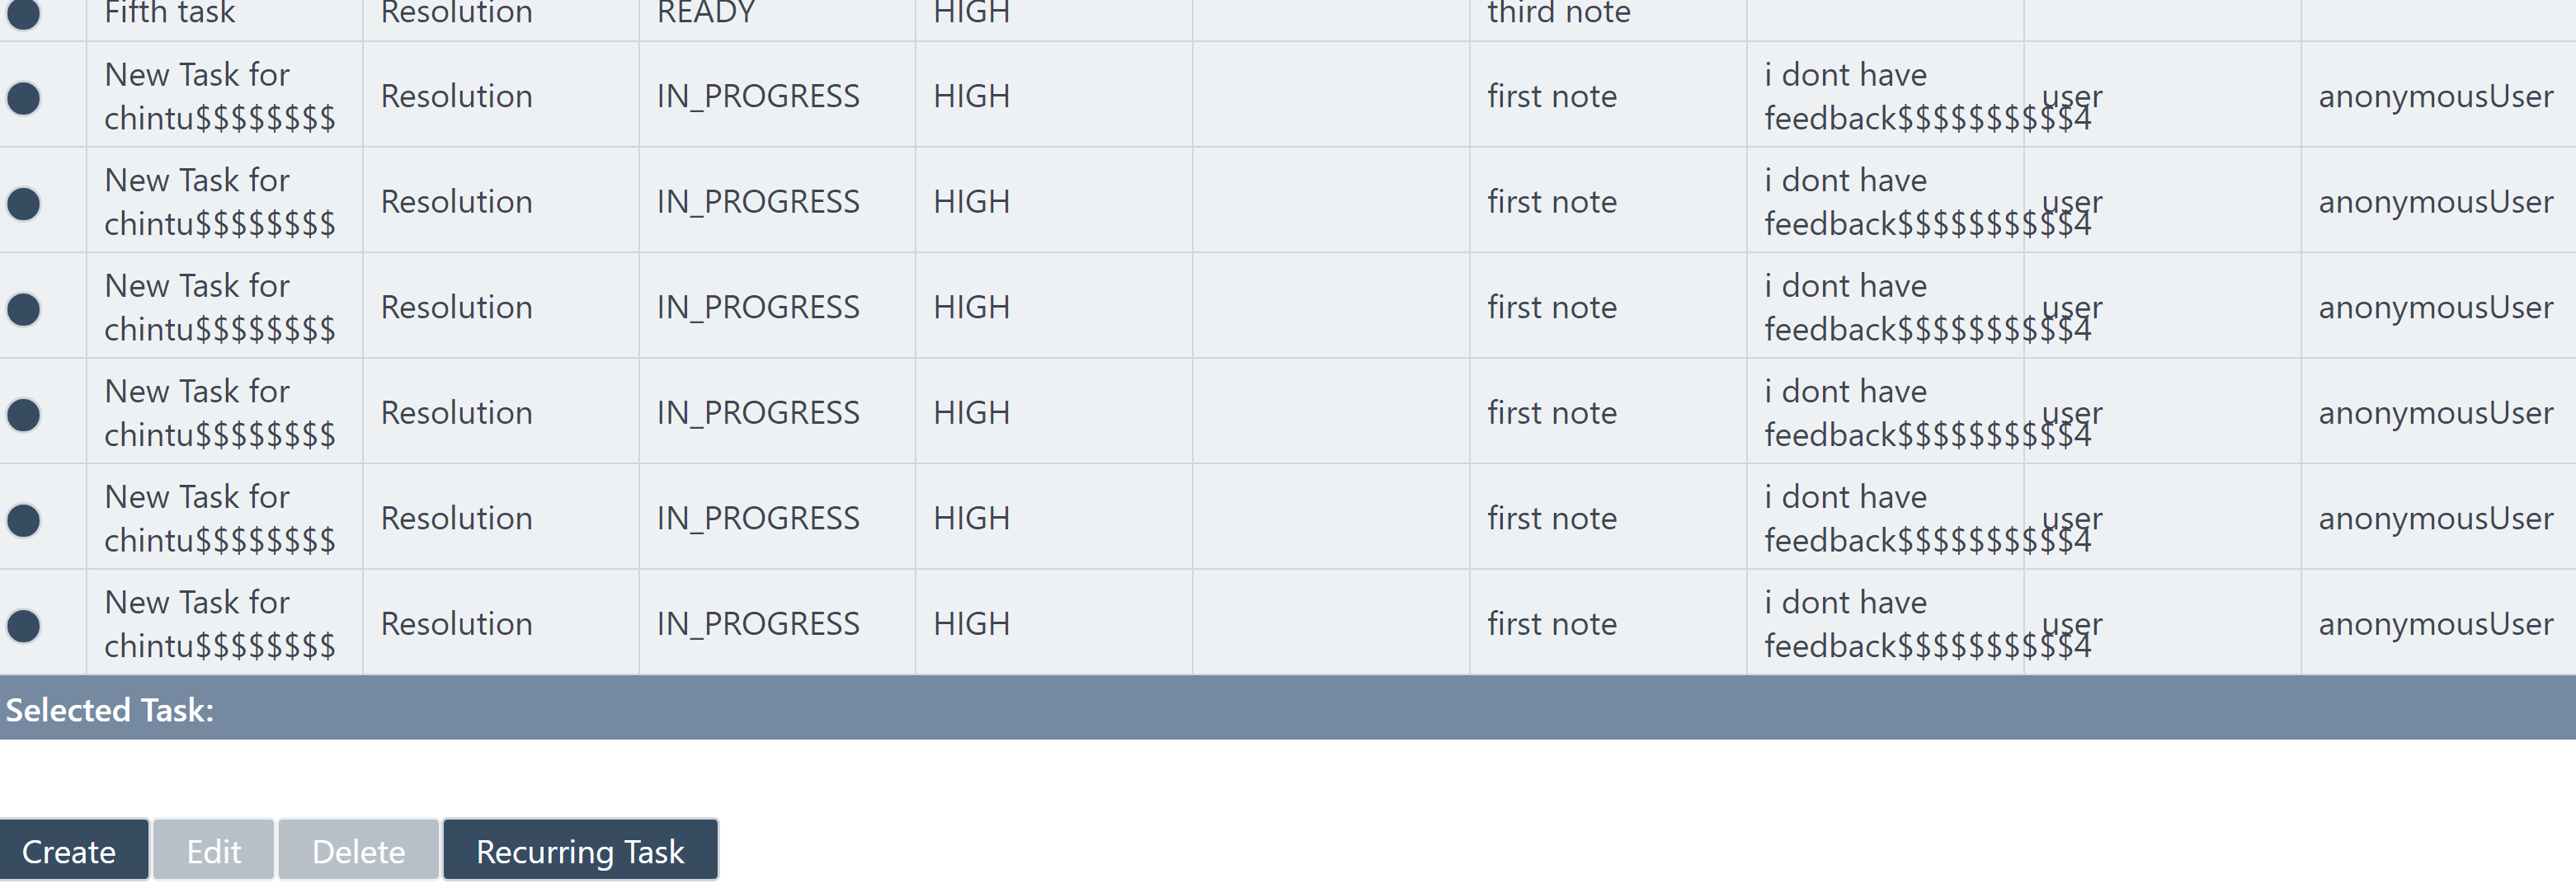 Fifth task Resolution READY HIGH third note
New Task for
chintu$$$$$$$$ Resolution IN_PROGRESS HIGH first note i dont have
feedback$$$$$$$$$$4 user anonymousUser
New Task for
chintu$$$$$$$$ Resolution IN_PROGRESS HIGH first note i dont have
feedback$$$$$$$$$$4 user anonymousUser
New Task for
chintu$$$$$$$$ Resolution IN_PROGRESS HIGH first note i dont have
feedback$$$$$$$$$$4 user anonymousUser
New Task for
chintu$$$$$$$$ Resolution IN_PROGRESS HIGH first note i dont have
feedback$$$$$$$$$$4 user anonymousUser
New Task for
chintu$$$$$$$$ Resolution IN_PROGRESS HIGH first note i dont have
feedback$$$$$$$$$$4 user anonymousUser
New Task for
chintu$$$$$$$$ Resolution IN_PROGRESS HIGH first note i dont have
feedback$$$$$$$$$$4 user anonymousUser
Selected Task:
Create Edit Delete Recurring Task